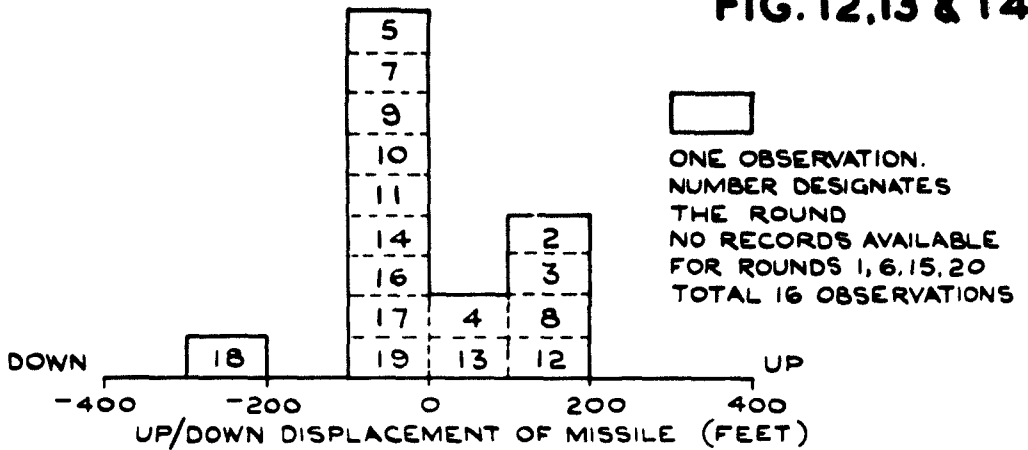 FIG. 12,13 & 14
5
7
9
10
11
14
16
17
19
2
3
4
8
13
12
18
ONE OBSERVATION.
NUMBER DESIGNATES
THE ROUND
NO RECORDS AVAILABLE
FOR ROUNDS 1, 6, 15, 20
TOTAL 16 OBSERVATIONS
DOWN
UP
-400 -200 0 200 400
UP/DOWN DISPLACEMENT OF MISSILE (FEET)